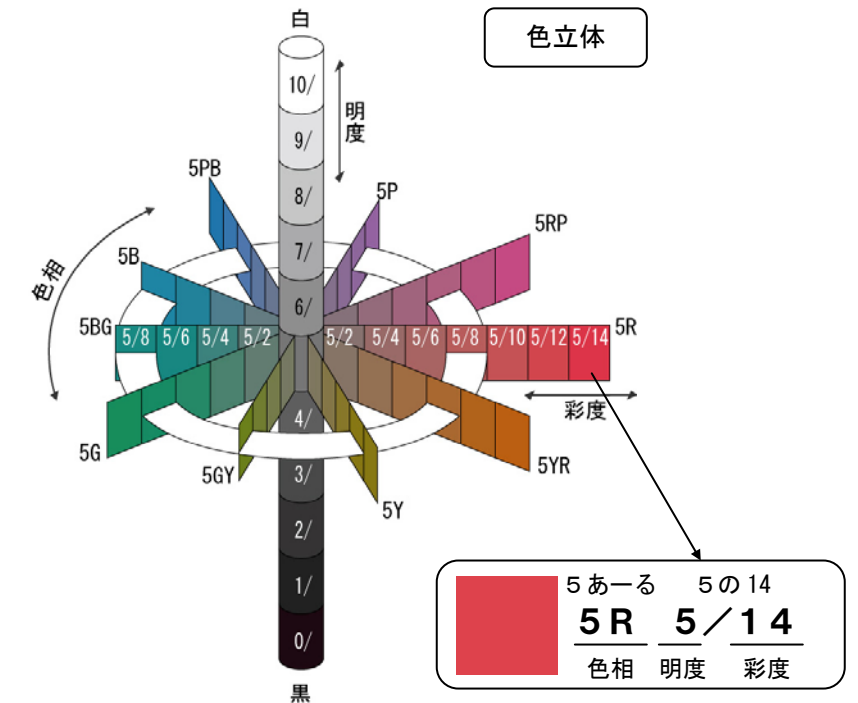 白
色立体
10/
明度
9/
5PB
8/
5P
5RP
7/
色相
5B
6/
5BG
5/8 5/6 5/4 5/2
5/2 5/4 5/6 5/8 5/10 5/12 5/14
5R
彩度
4/
5G
5GY
3/
5YR
5Y
2/
1/
0/
黒
5あーる 5の14
5R 5／14
色相 明度 彩度